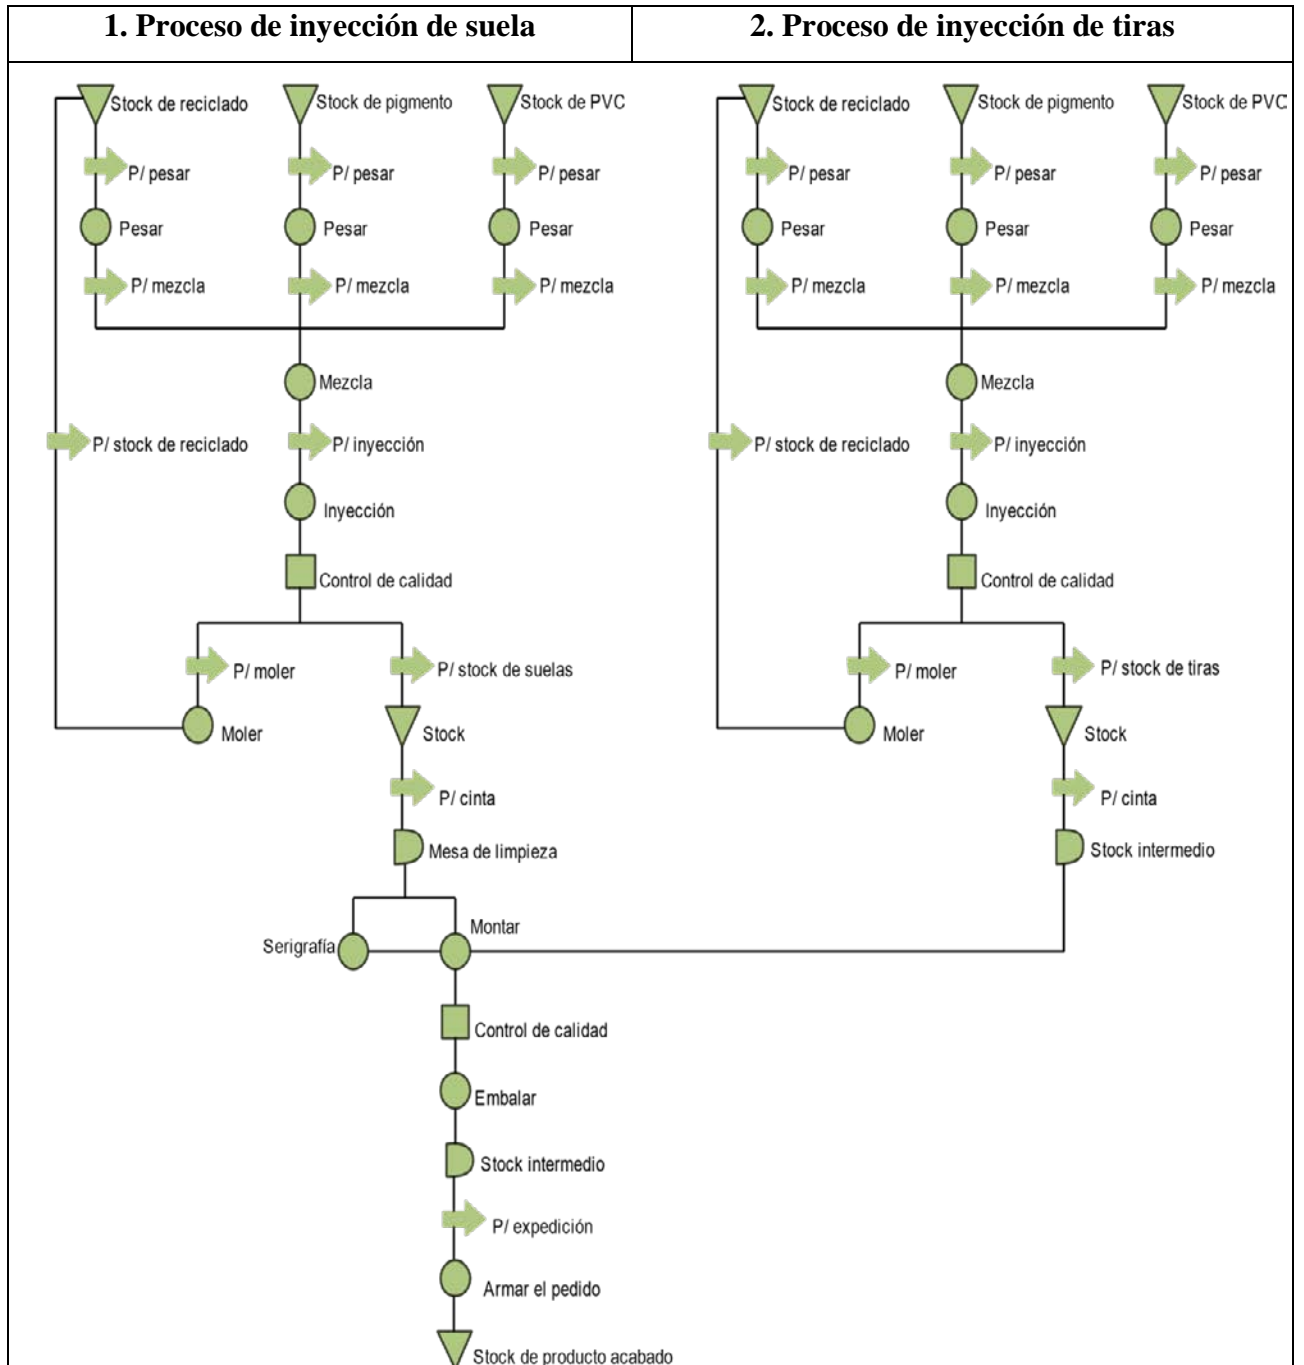 1. Proceso de inyección de suela
2. Proceso de inyección de tiras
Stock de reciclado
Stock de pigmento
Stock de PVC
Stock de reciclado
Stock de pigmento
Stock de PVC
P/ pesar
P/ pesar
P/ pesar
P/ pesar
P/ pesar
P/ pesar
Pesar
Pesar
Pesar
Pesar
Pesar
Pesar
P/ mezcla
P/ mezcla
P/ mezcla
P/ mezcla
P/ mezcla
P/ mezcla
Mezcla
Mezcla
P/ stock de reciclado
P/ inyección
P/ stock de reciclado
P/ inyección
Inyección
Inyección
Control de calidad
Control de calidad
P/ moler
P/ stock de suelas
P/ moler
P/ stock de tiras
Moler
Stock
Moler
Stock
P/ cinta
P/ cinta
Mesa de limpieza
Stock intermedio
Montar
Serigrafía
Control de calidad
Embalar
Stock intermedio
P/ expedición
Armar el pedido
Stock de producto acabado